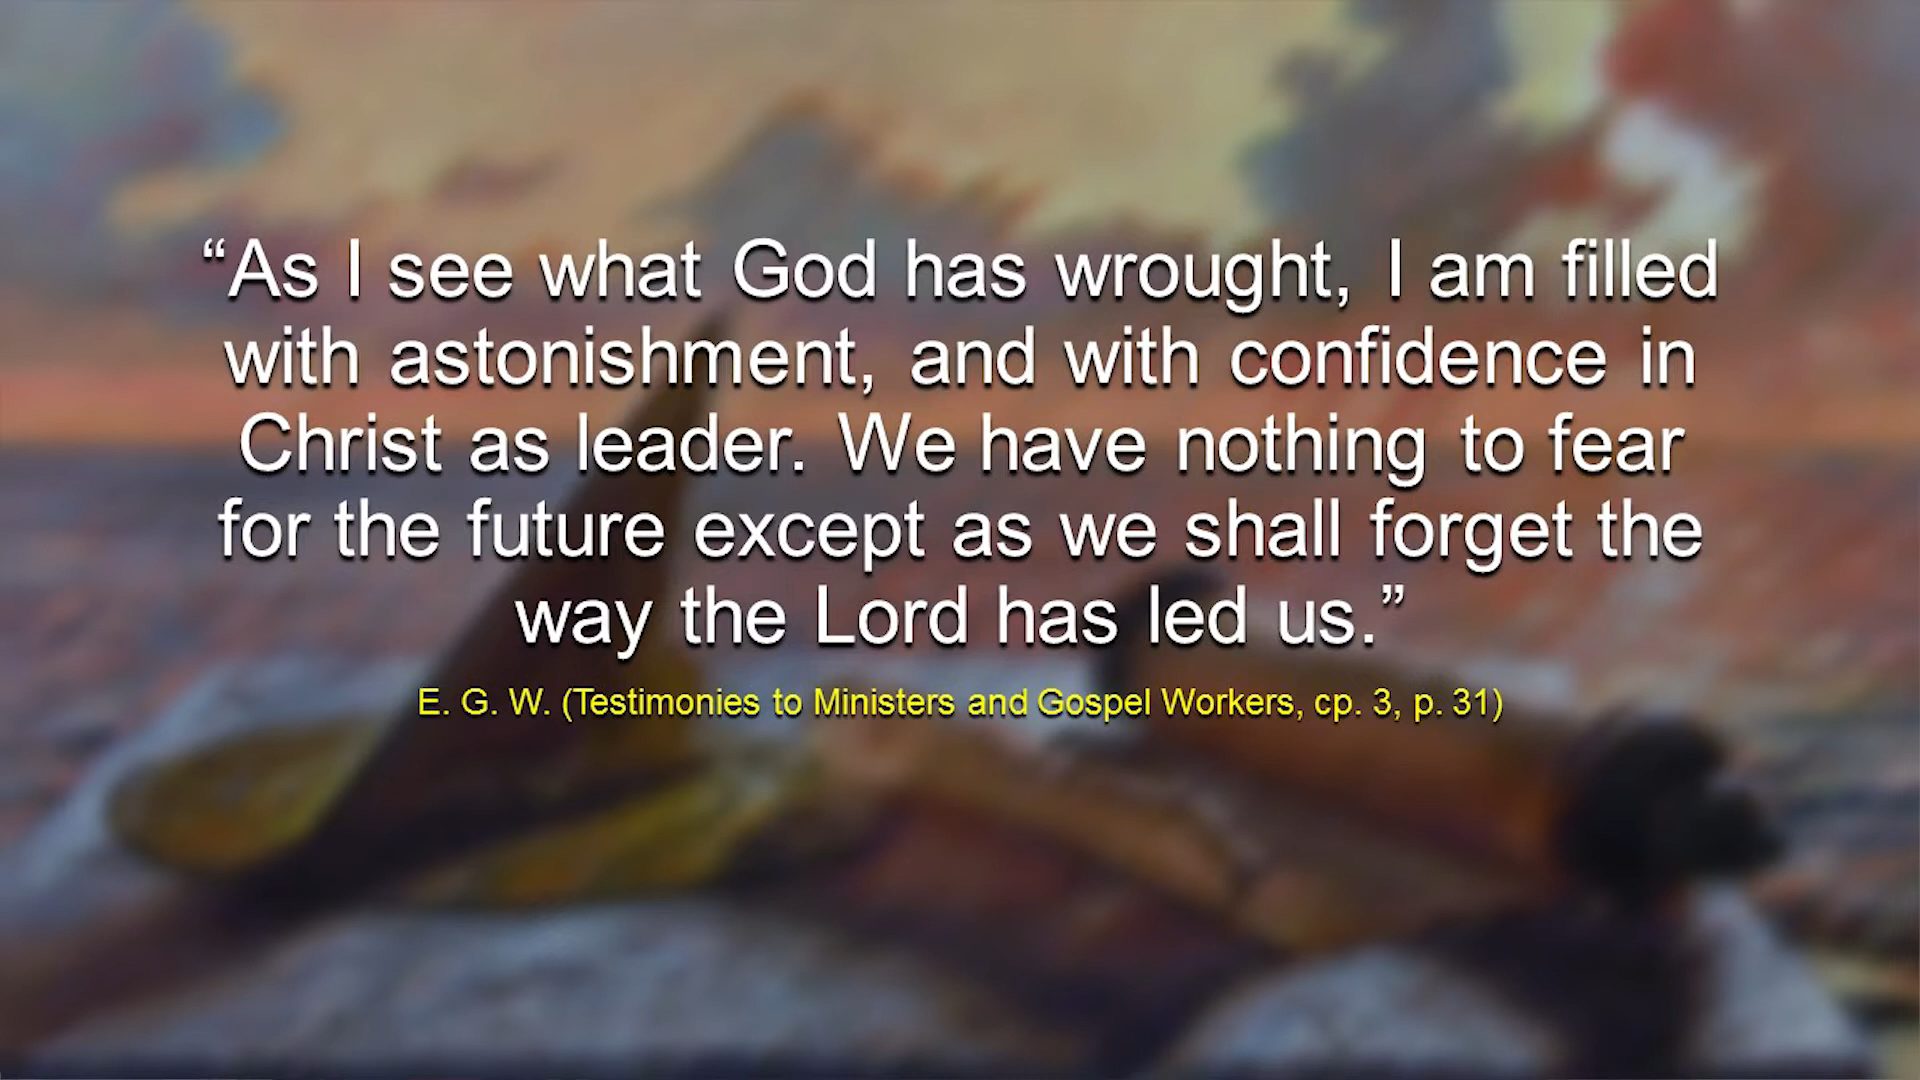 “As I see what God has wrought, I am filled
with astonishment, and with confidence in
Christ as leader. We have nothing to fear
for the future except as we shall forget the
way the Lord has led us.”
E. G. W. (Testimonies to Ministers and Gospel Workers, cp. 3, p. 31)